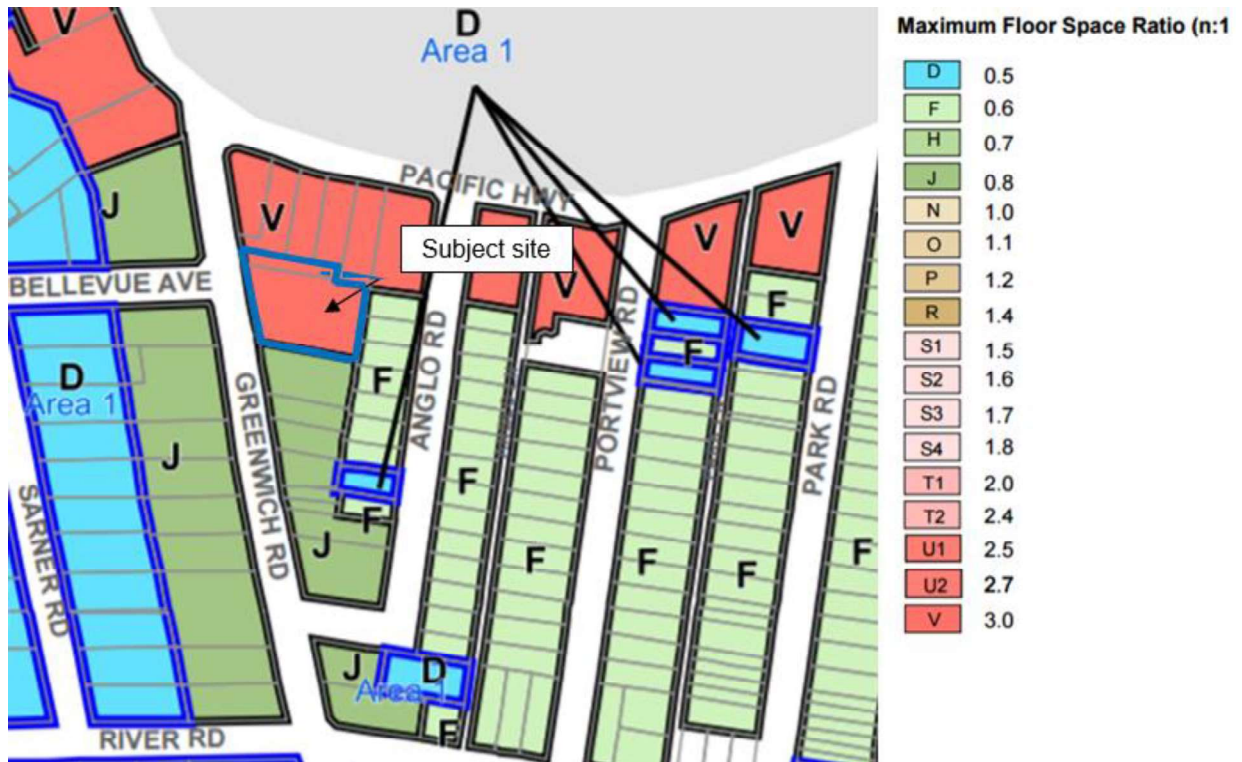 D
Area 1
V
PACIFIC HWY
V
J
V
V
V
Subject site
BELLEVUE AVE
F
F
F
D
Area 1
ANGLO RD
PORTVIEW RD
J
GREENWICH RD
F
PARK RD
SARNER RD
F
J
F
F
F
F
J
D
Area 1
F
RIVER RD
Maximum Floor Space Ratio (n:1
D 0.5
F 0.6
H 0.7
J 0.8
N 1.0
O 1.1
P 1.2
R 1.4
S1 1.5
S2 1.6
S3 1.7
S4 1.8
T1 2.0
T2 2.4
U1 2.5
U2 2.7
V 3.0